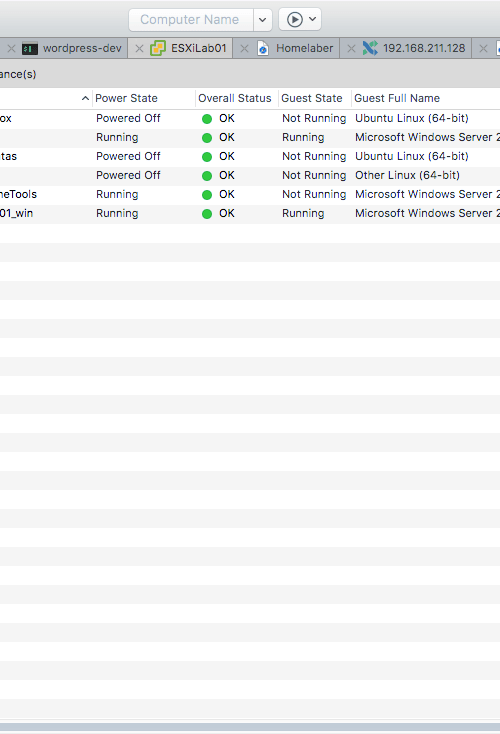 Computer Name
wordpress-dev ESXiLab01 Homelaber 192.168.211.128
ance(s)
Power State Overall Status Guest State Guest Full Name
ox Powered Off OK Not Running Ubuntu Linux (64-bit)
Running OK Running Microsoft Windows Server 2
tas Powered Off OK Not Running Ubuntu Linux (64-bit)
Powered Off OK Not Running Other Linux (64-bit)
neTools Running OK Not Running Microsoft Windows Server 2
01_win Running OK Running Microsoft Windows Server 2